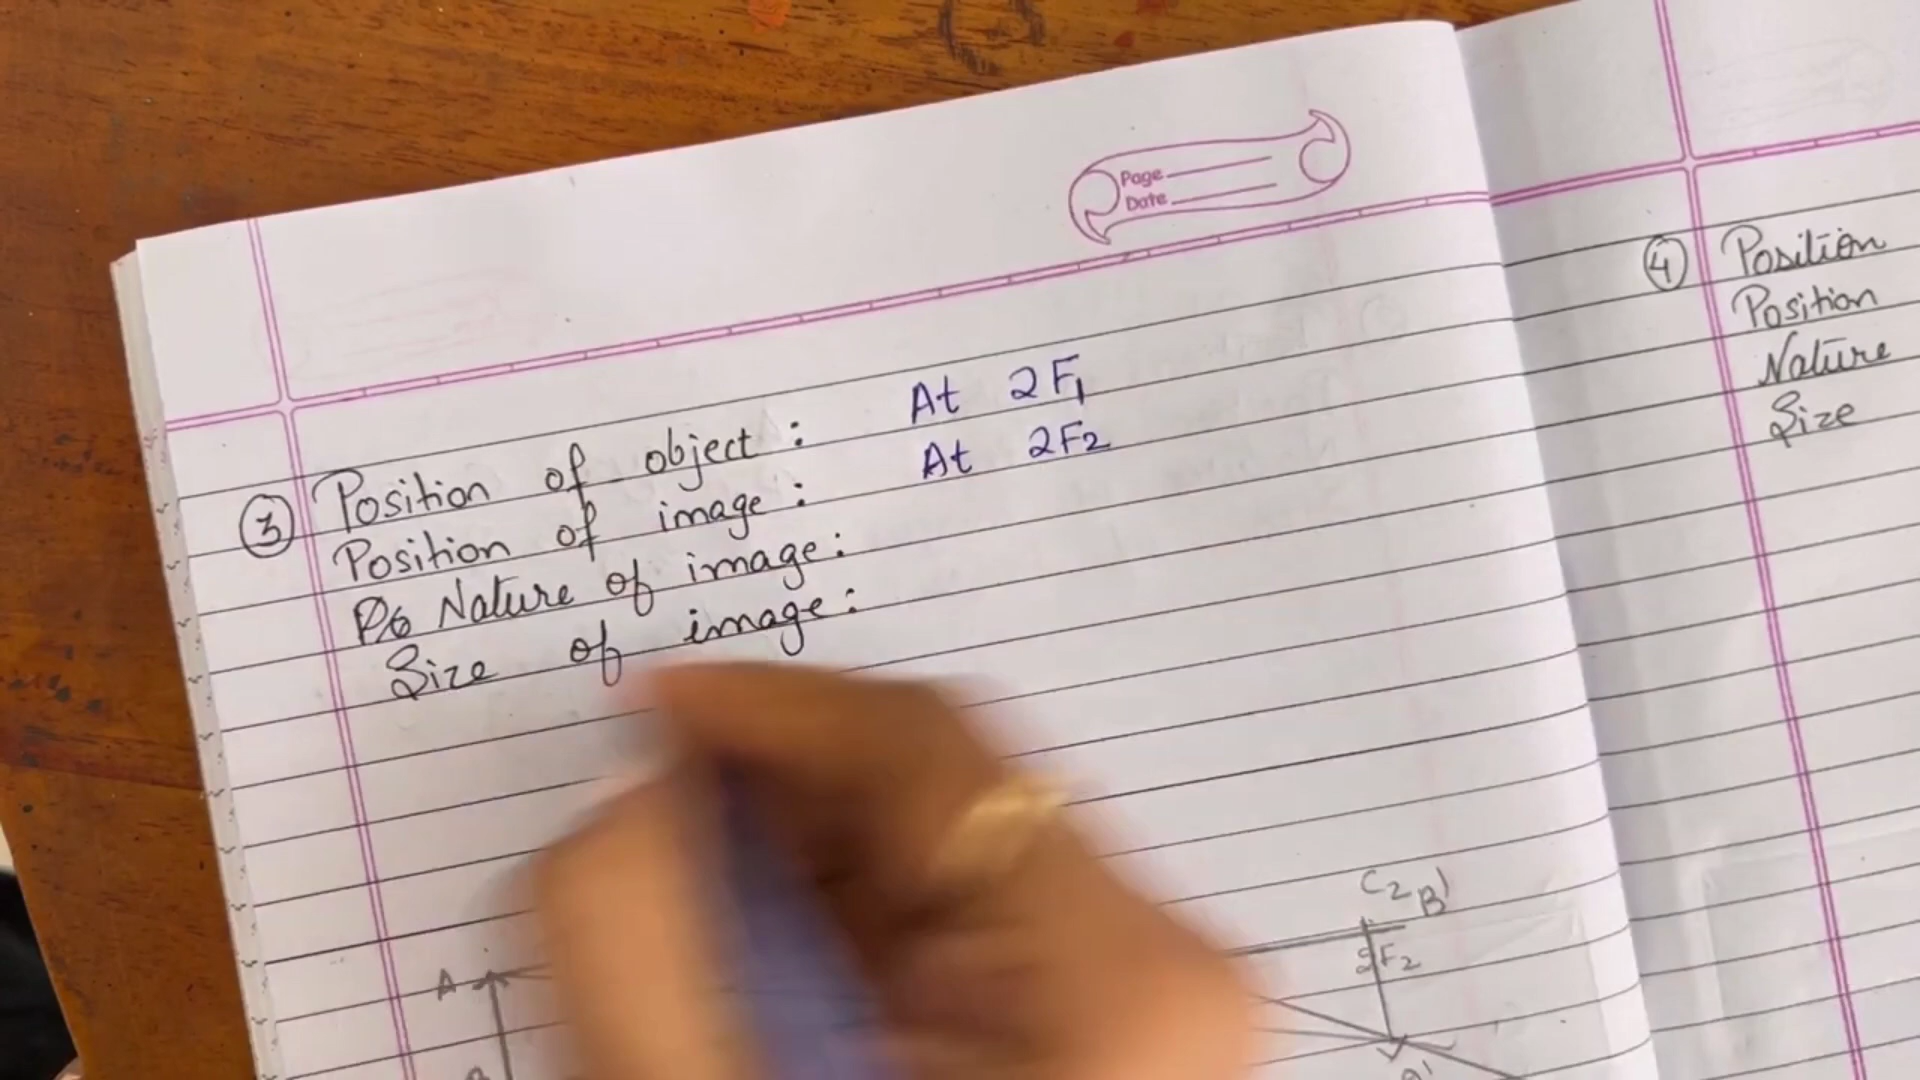 Page
Date
③ Position of object : At 2F₁
Position of image : At 2F₂
Nature of image :
Size of image :
C₂ B'
2F₂
A
A'
④ Position
Position
Nature
Size